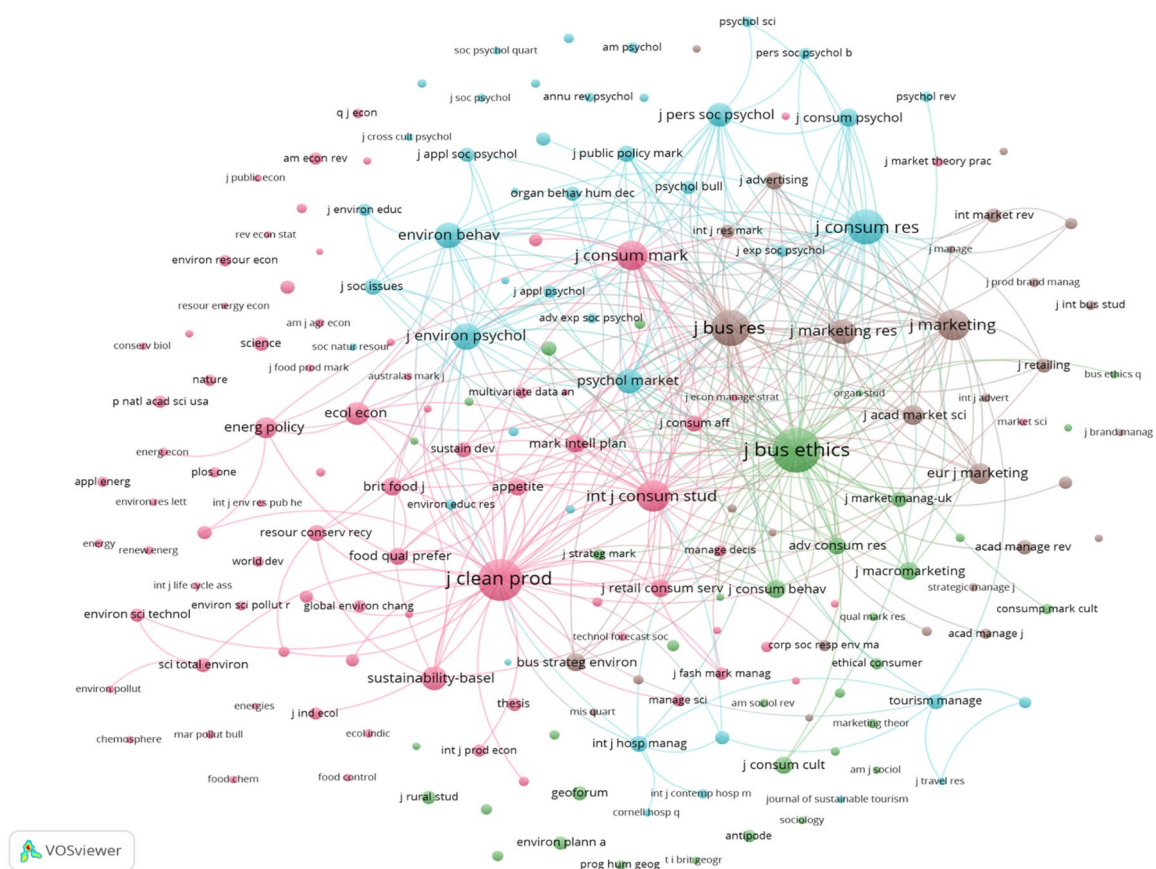 psychol sci
soc psychol quart
am psychol
pers soc psychol b
j soc psychol
annu rev psychol
psychol rev
q j econ
j pers soc psychol
j consum psychol
j cross cult psychol
am econ rev
j appl soc psychol
j public policy mark
j market theory prac
j public econ
j advertising
organ behav hum dec
psychol bull
j environ educ
int market rev
rev econ stat
environ behav
int j res mark
j consum res
environ resour econ
j consum mark
j exp soc psychol
j manage
j soc issues
j appl psychol
j prod brand manag
resour energy econ
j int bus stud
am j agr econ
adv exp soc psychol
j bus res
j marketing res
j marketing
conserv biol
science
soc natur resour
j environ psychol
j food prod mark
j retailing
nature
australas mark j
psychol market
bus ethics q
multivariate data an
j econ manage strat
organ stud
int j advert
p natl acad sci usa
ecol econ
j consum aff
j acad market sci
market sci
energ policy
j brand manag
mark intell plan
energ econ
sustain dev
j bus ethics
plos one
eur j marketing
appl energ
brit food j
appetite
int j consum stud
environ res lett
int j env res pub he
environ educ res
j market manag-uk
resour conserv recy
energy
renew energ
food qual prefer
j strateg mark
manage decis
adv consum res
acad manage rev
world dev
j clean prod
j macromarketing
int j life cycle ass
j retail consum serv
j consum behav
strategic manage j
environ sci technol
environ sci pollut r
global environ chang
consump mark cult
qual mark res
technol forecast soc
corp soc resp env ma
acad manage j
sci total environ
bus strateg environ
ethical consumer
environ pollut
sustainability-basel
j fash mark manag
energies
thesis
manage sci
am sociol rev
tourism manage
j ind ecol
mis quart
marketing theor
chemosphere
mar pollut bull
ecol indic
int j prod econ
int j hosp manag
j consum cult
am j sociol
food chem
food control
j travel res
j rural stud
geoforum
int j contemp hosp m
journal of sustainable tourism
cornell hosp q
sociology
environ plann a
antipode
prog hum geog
t i brit geogr
VOSviewer